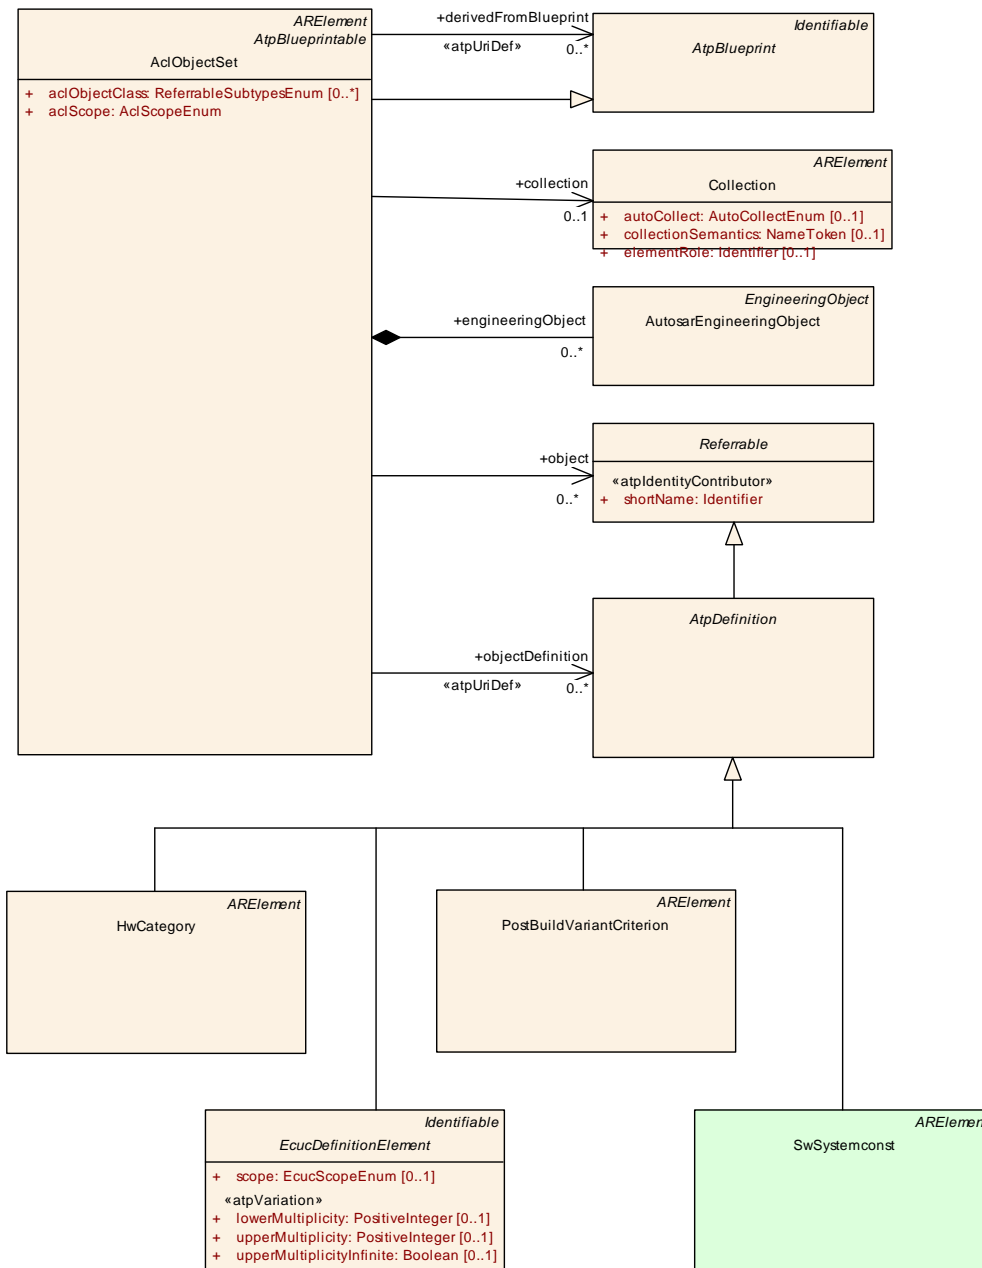 ARElement
AtpBlueprintable
AclObjectSet
+ aclObjectClass: ReferrableSubtypesEnum [0..*]
+ aclScope: AclScopeEnum
+derivedFromBlueprint
«atpUriDef»
0..*
Identifiable
AtpBlueprint
+collection
0..1
ARElement
Collection
+ autoCollect: AutoCollectEnum [0..1]
+ collectionSemantics: NameToken [0..1]
+ elementRole: Identifier [0..1]
+engineeringObject
0..*
EngineeringObject
AutosarEngineeringObject
+object
0..*
Referrable
«atpIdentityContributor»
+ shortName: Identifier
+objectDefinition
«atpUriDef»
0..*
AtpDefinition
ARElement
HwCategory
ARElement
PostBuildVariantCriterion
Identifiable
EcucDefinitionElement
+ scope: EcucScopeEnum [0..1]
«atpVariation»
+ lowerMultiplicity: PositiveInteger [0..1]
+ upperMultiplicity: PositiveInteger [0..1]
+ upperMultiplicityInfinite: Boolean [0..1]
ARElement
SwSystemconst